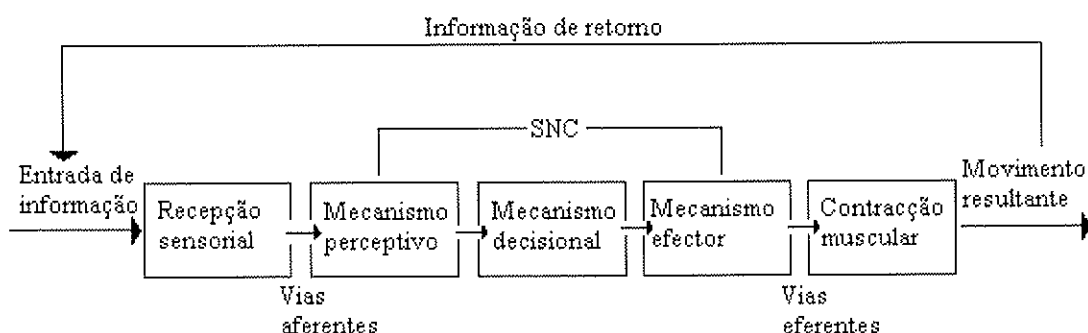 Informação de retorno
SNC
Entrada de
informação
Recepção
sensorial
Mecanismo
perceptivo
Mecanismo
decisional
Mecanismo
efector
Contracção
muscular
Movimento
resultante
Vias
aferentes
Vias
eferentes